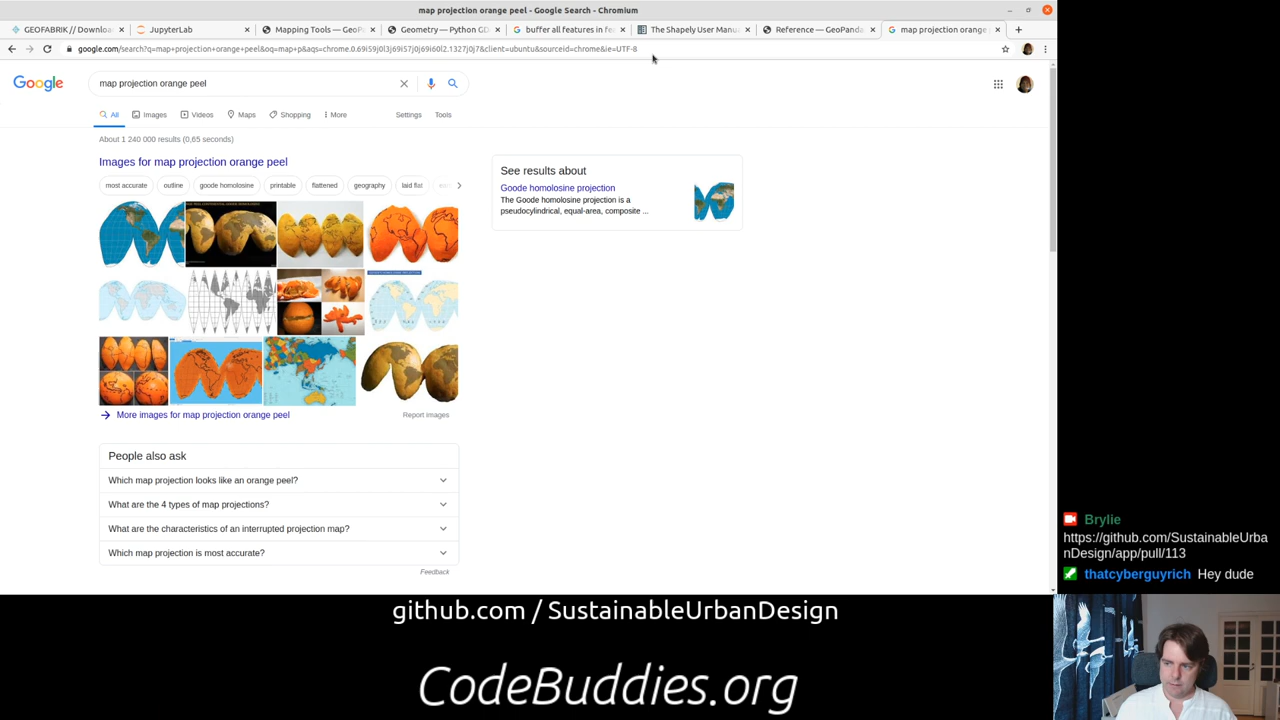 map projection orange peel - Google Search - Chromium
GEOFABRIK // Downloa
JupyterLab
Mapping Tools — GeoP
Geometry — Python GD
buffer all features in fe
The Shapely User Manu
Reference — GeoPanda
map projection orange
google.com/search?q=map+projection+orange+peel&oq=map+p&aqs=chrome.0.69i59j0l3j69i57j0j69i60l2.1327j0j7&client=ubuntu&sourceid=chrome&ie=UTF-8
Google
map projection orange peel
All
Images
Videos
Maps
Shopping
More
Settings
Tools
About 1 240 000 results (0,65 seconds)
Images for map projection orange peel
most accurate
outline
goode homolosine
printable
flattened
geography
laid flat
See results about
Goode homolosine projection
The Goode homolosine projection is a
pseudocylindrical, equal-area, composite ...
More images for map projection orange peel
Report images
People also ask
Which map projection looks like an orange peel?
What are the 4 types of map projections?
What are the characteristics of an interrupted projection map?
Which map projection is most accurate?
Feedback
Brylie
https://github.com/SustainableUrba
nDesign/app/pull/113
thatcyberguyrich Hey dude
github.com / SustainableUrbanDesign
CodeBuddies.org